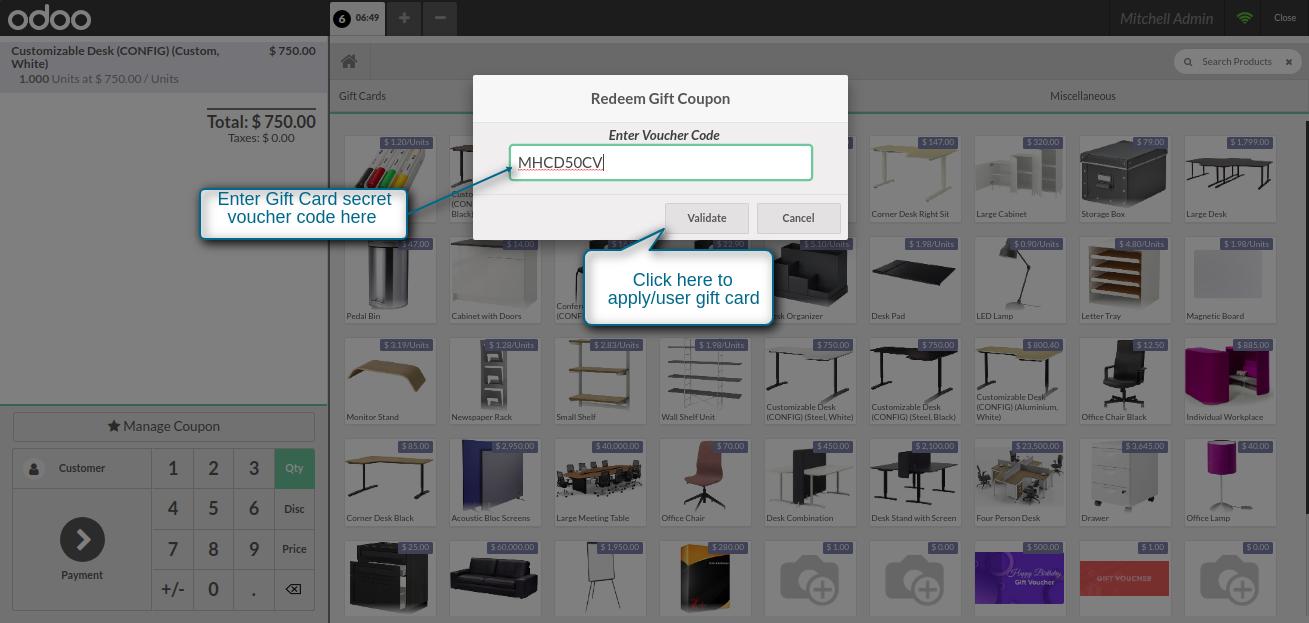 odoo
6 06:49
Mitchell Admin
Close
Customizable Desk (CONFIG) (Custom, White) $ 750.00
1.000 Units at $ 750.00 / Units
Total: $ 750.00
Taxes: $ 0.00
Search Products
Gift Cards
Miscellaneous
Redeem Gift Coupon
Enter Voucher Code
MHCD50CV
Validate
Cancel
Enter Gift Card secret
voucher code here
Click here to
apply/user gift card
$ 1.20/Units
$ 147.00
$ 320.00
$ 79.00
$ 1,799.00
Black)
Corner Desk Right Sit
Large Cabinet
Storage Box
Large Desk
47.00
$ 14.00
$ 22.90
$ 5.10/Units
$ 1.98/Units
$ 0.90/Units
$ 4.80/Units
$ 1.98/Units
Pedal Bin
Cabinet with Doors
Organizer
Desk Pad
LED Lamp
Letter Tray
Magnetic Board
$ 3.19/Units
$ 1.28/Units
$ 2.83/Units
$ 1.98/Units
$ 750.00
$ 750.00
$ 800.40
$ 12.50
$ 885.00
Monitor Stand
Newspaper Rack
Small Shelf
Wall Shelf Unit
Customizable Desk
(CONFIG) (Steel, White)
Customizable Desk
(CONFIG) (Steel, Black)
Customizable Desk
(CONFIG) (Aluminium,
White)
Office Chair Black
Individual Workplace
$ 85.00
$ 2,950.00
$ 40,000.00
$ 70.00
$ 450.00
$ 2,100.00
$ 23,500.00
$ 3,645.00
$ 40.00
Corner Desk Black
Acoustic Bloc Screens
Large Meeting Table
Office Chair
Desk Combination
Desk Stand with Screen
Four Person Desk
Drawer
Office Lamp
$ 25.00
$ 60,000.00
$ 1,950.00
$ 280.00
$ 1.00
$ 0.00
$ 500.00
$ 1.00
$ 0.00
Happy Birthday
Gift Voucher
GIFT VOUCHER
Manage Coupon
Customer
1 2 3 Qty
4 5 6 Disc
7 8 9 Price
+/- 0 .
Payment